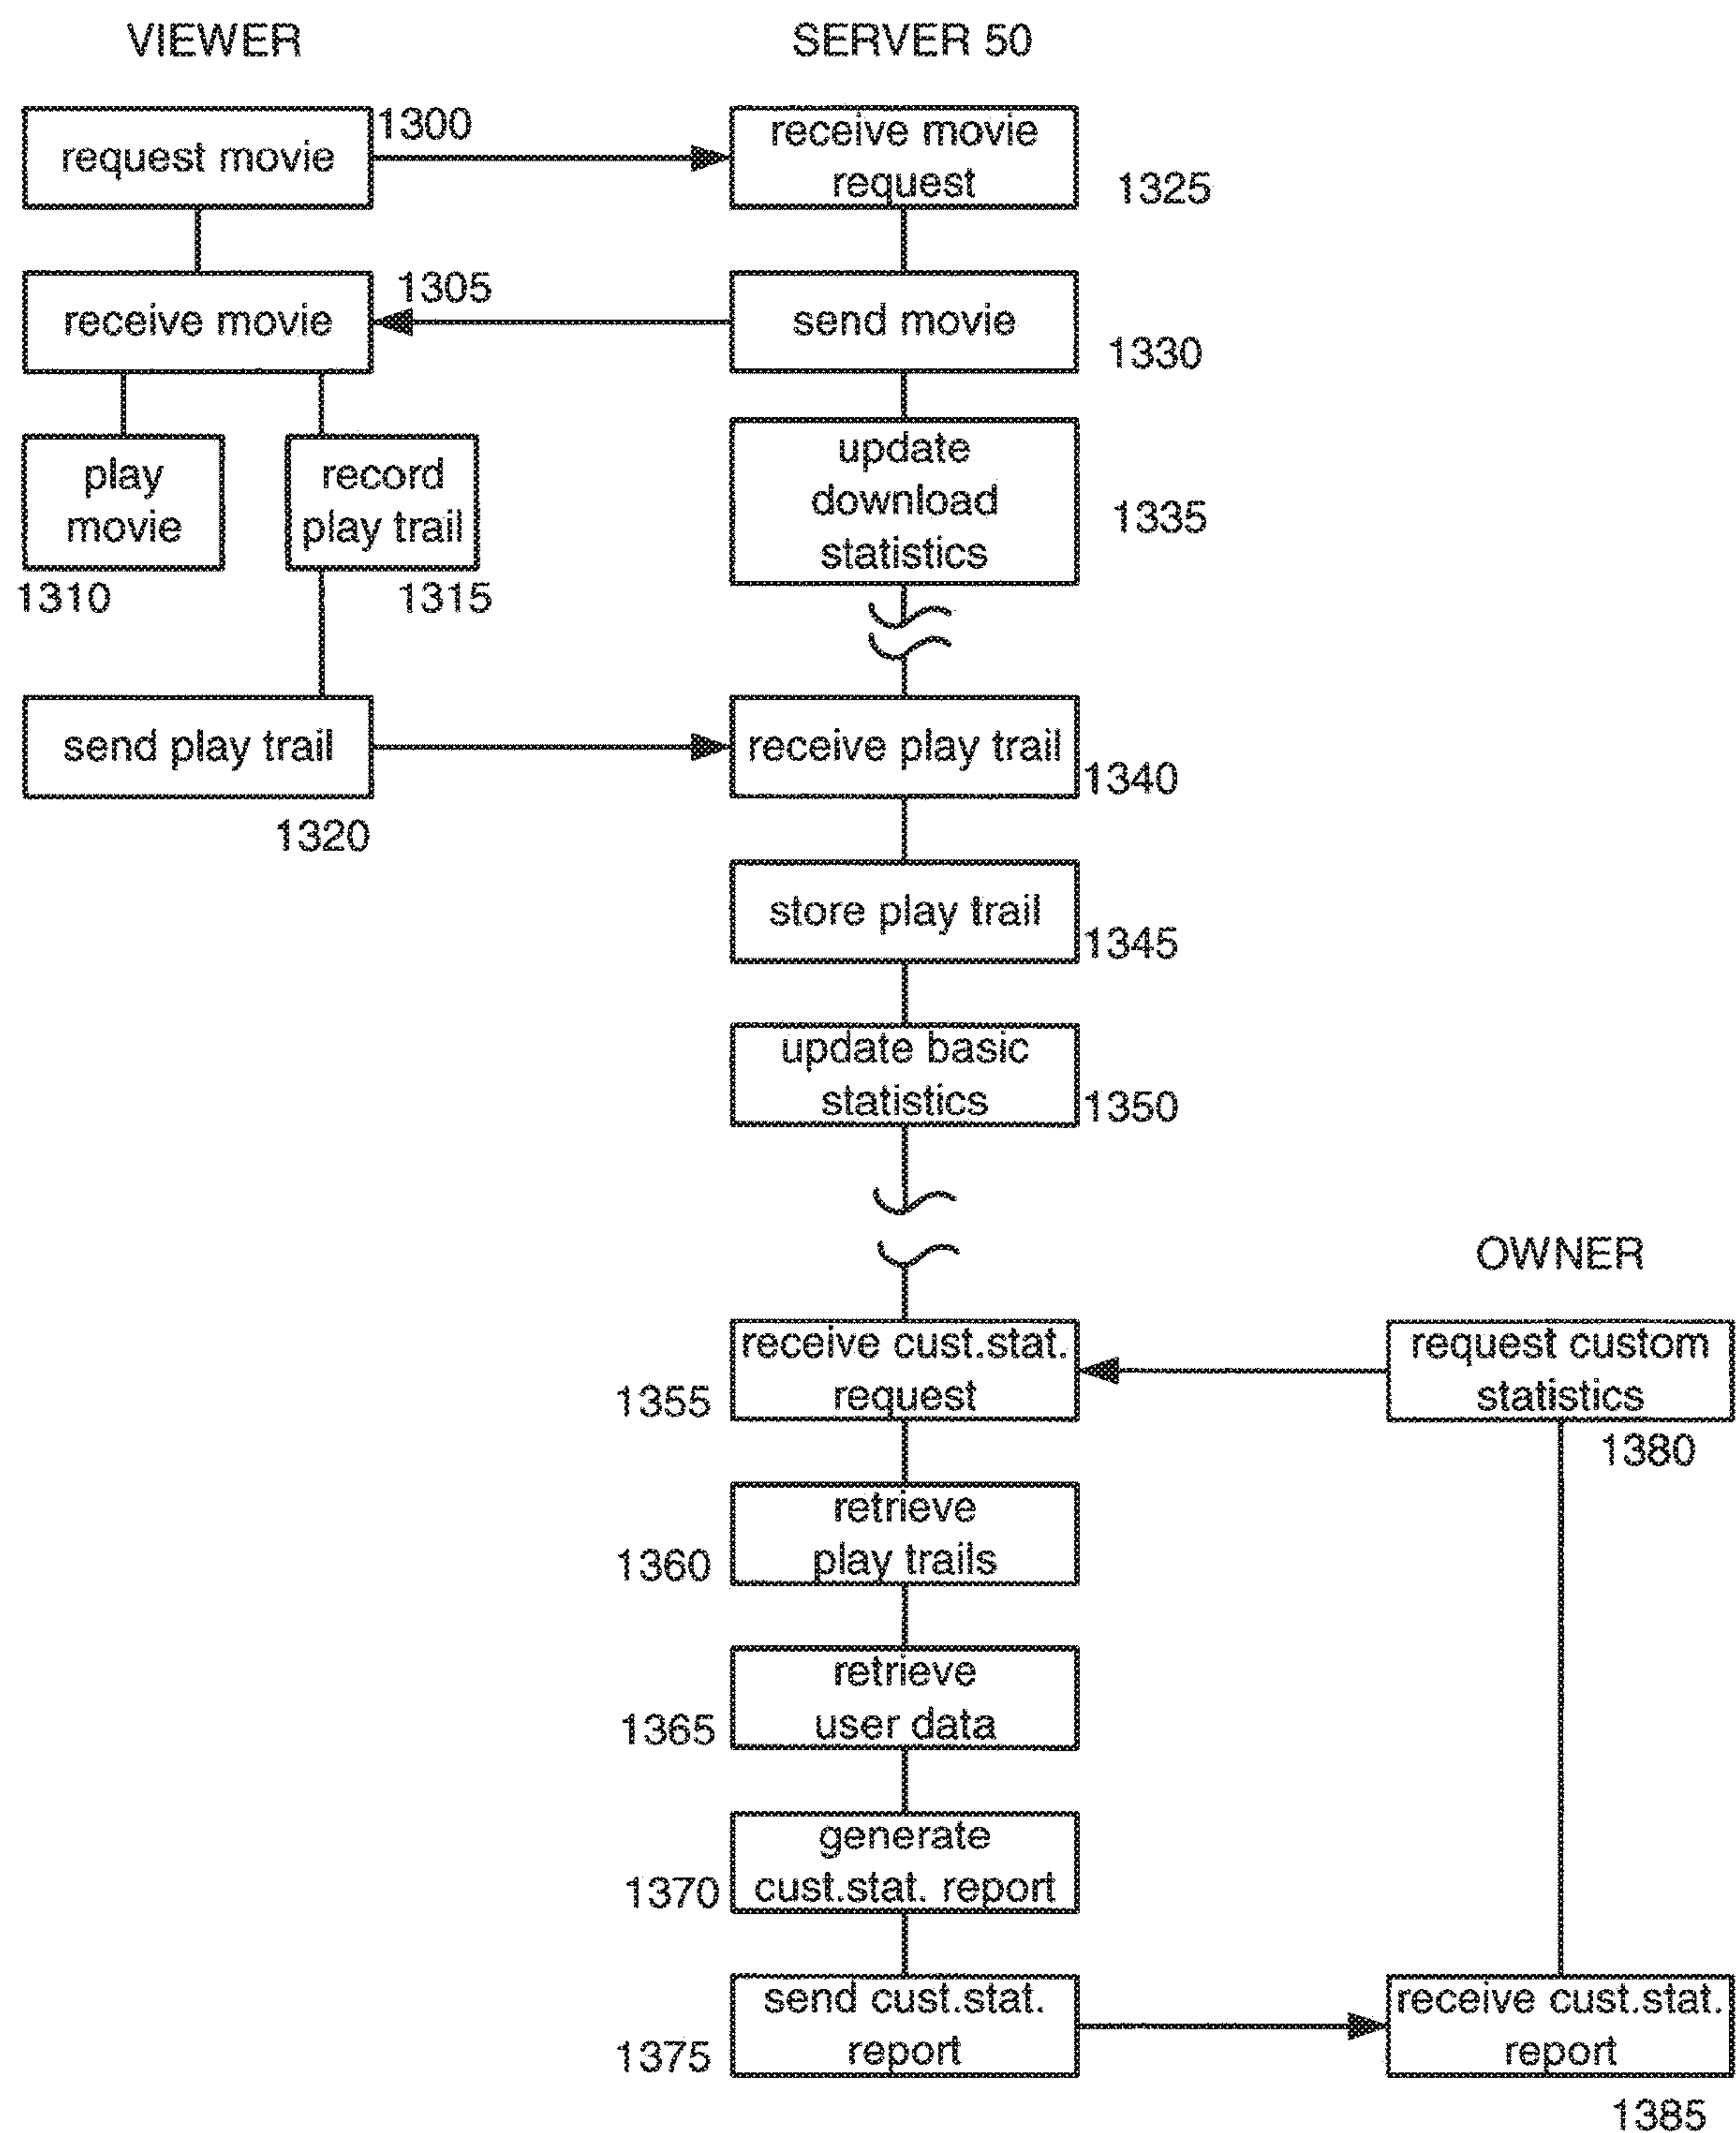 VIEWER
SERVER 50
request movie
1300
receive movie
request
1325
receive movie
1305
send movie
1330
play
movie
1310
record
play trail
1315
update
download
statistics
1335
send play trail
1320
receive play trail
1340
store play trail
1345
update basic
statistics
1350
OWNER
receive cust.stat.
request
1355
request custom
statistics
1380
retrieve
play trails
1360
retrieve
user data
1365
generate
cust.stat. report
1370
send cust.stat.
report
1375
receive cust.stat.
report
1385